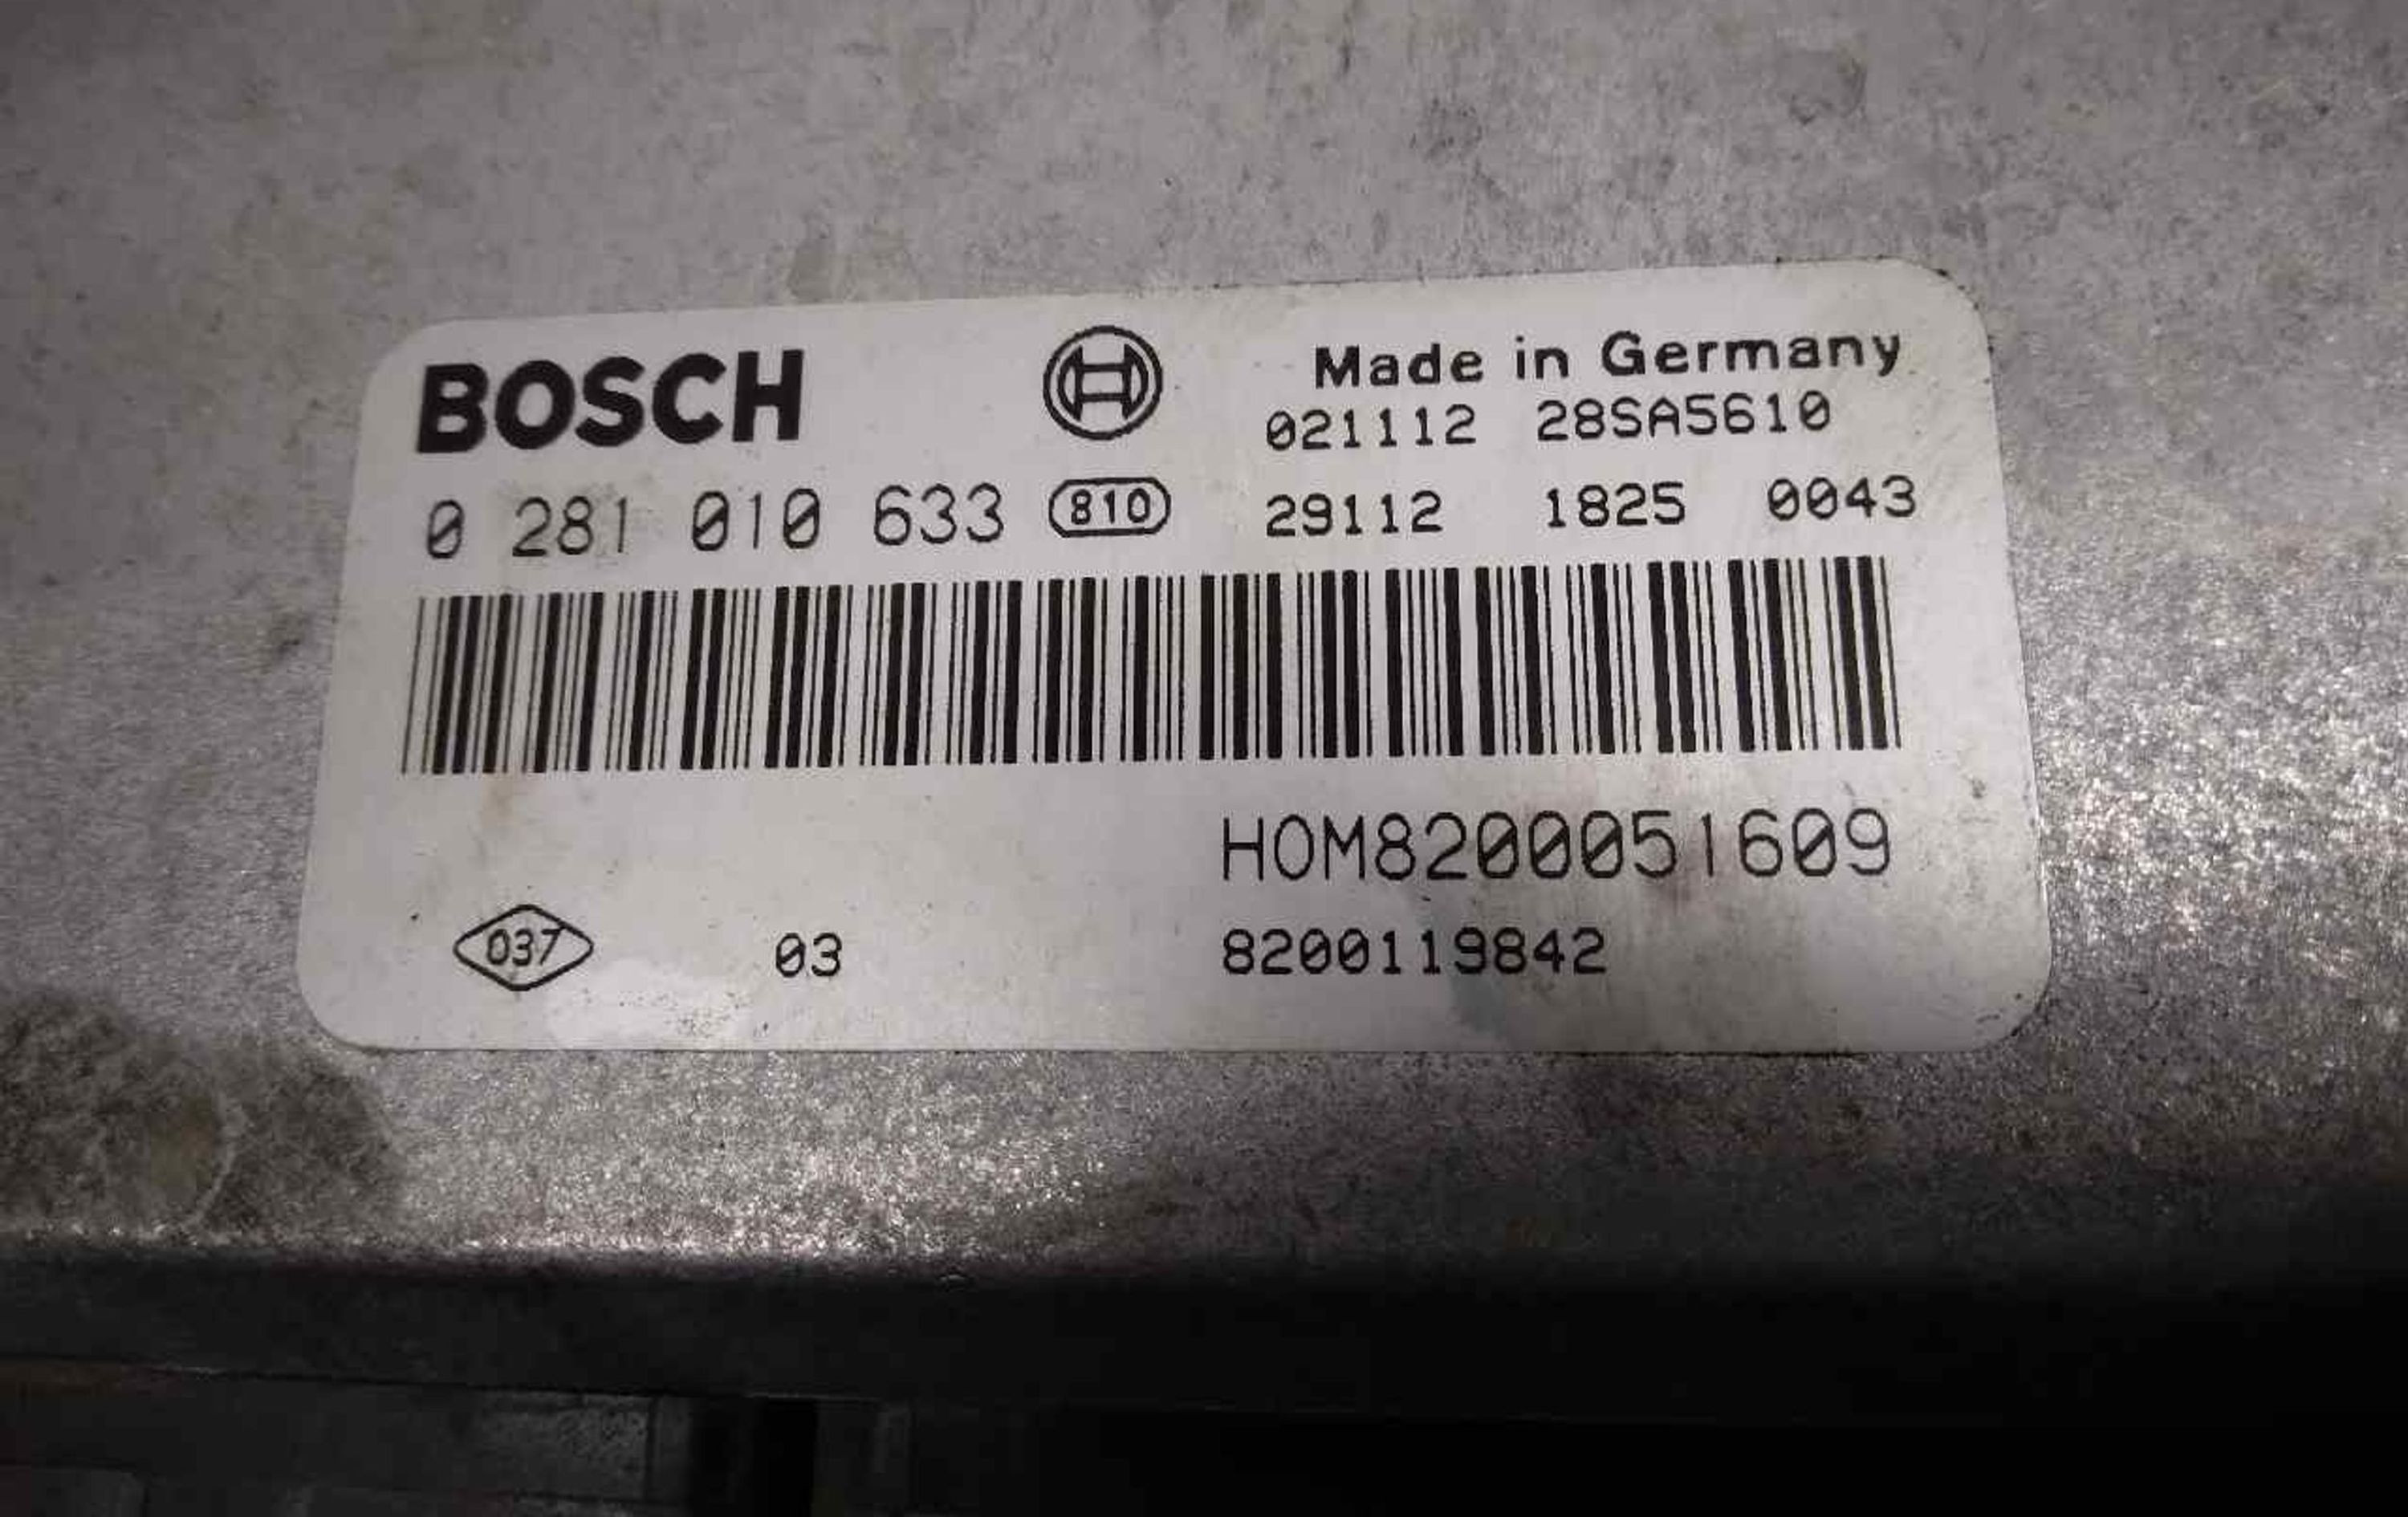 BOSCH
Made in Germany
021112 28SA5610
0 281 010 633 810
29112 1825 0043
HOM8200051609
037 03 8200119842